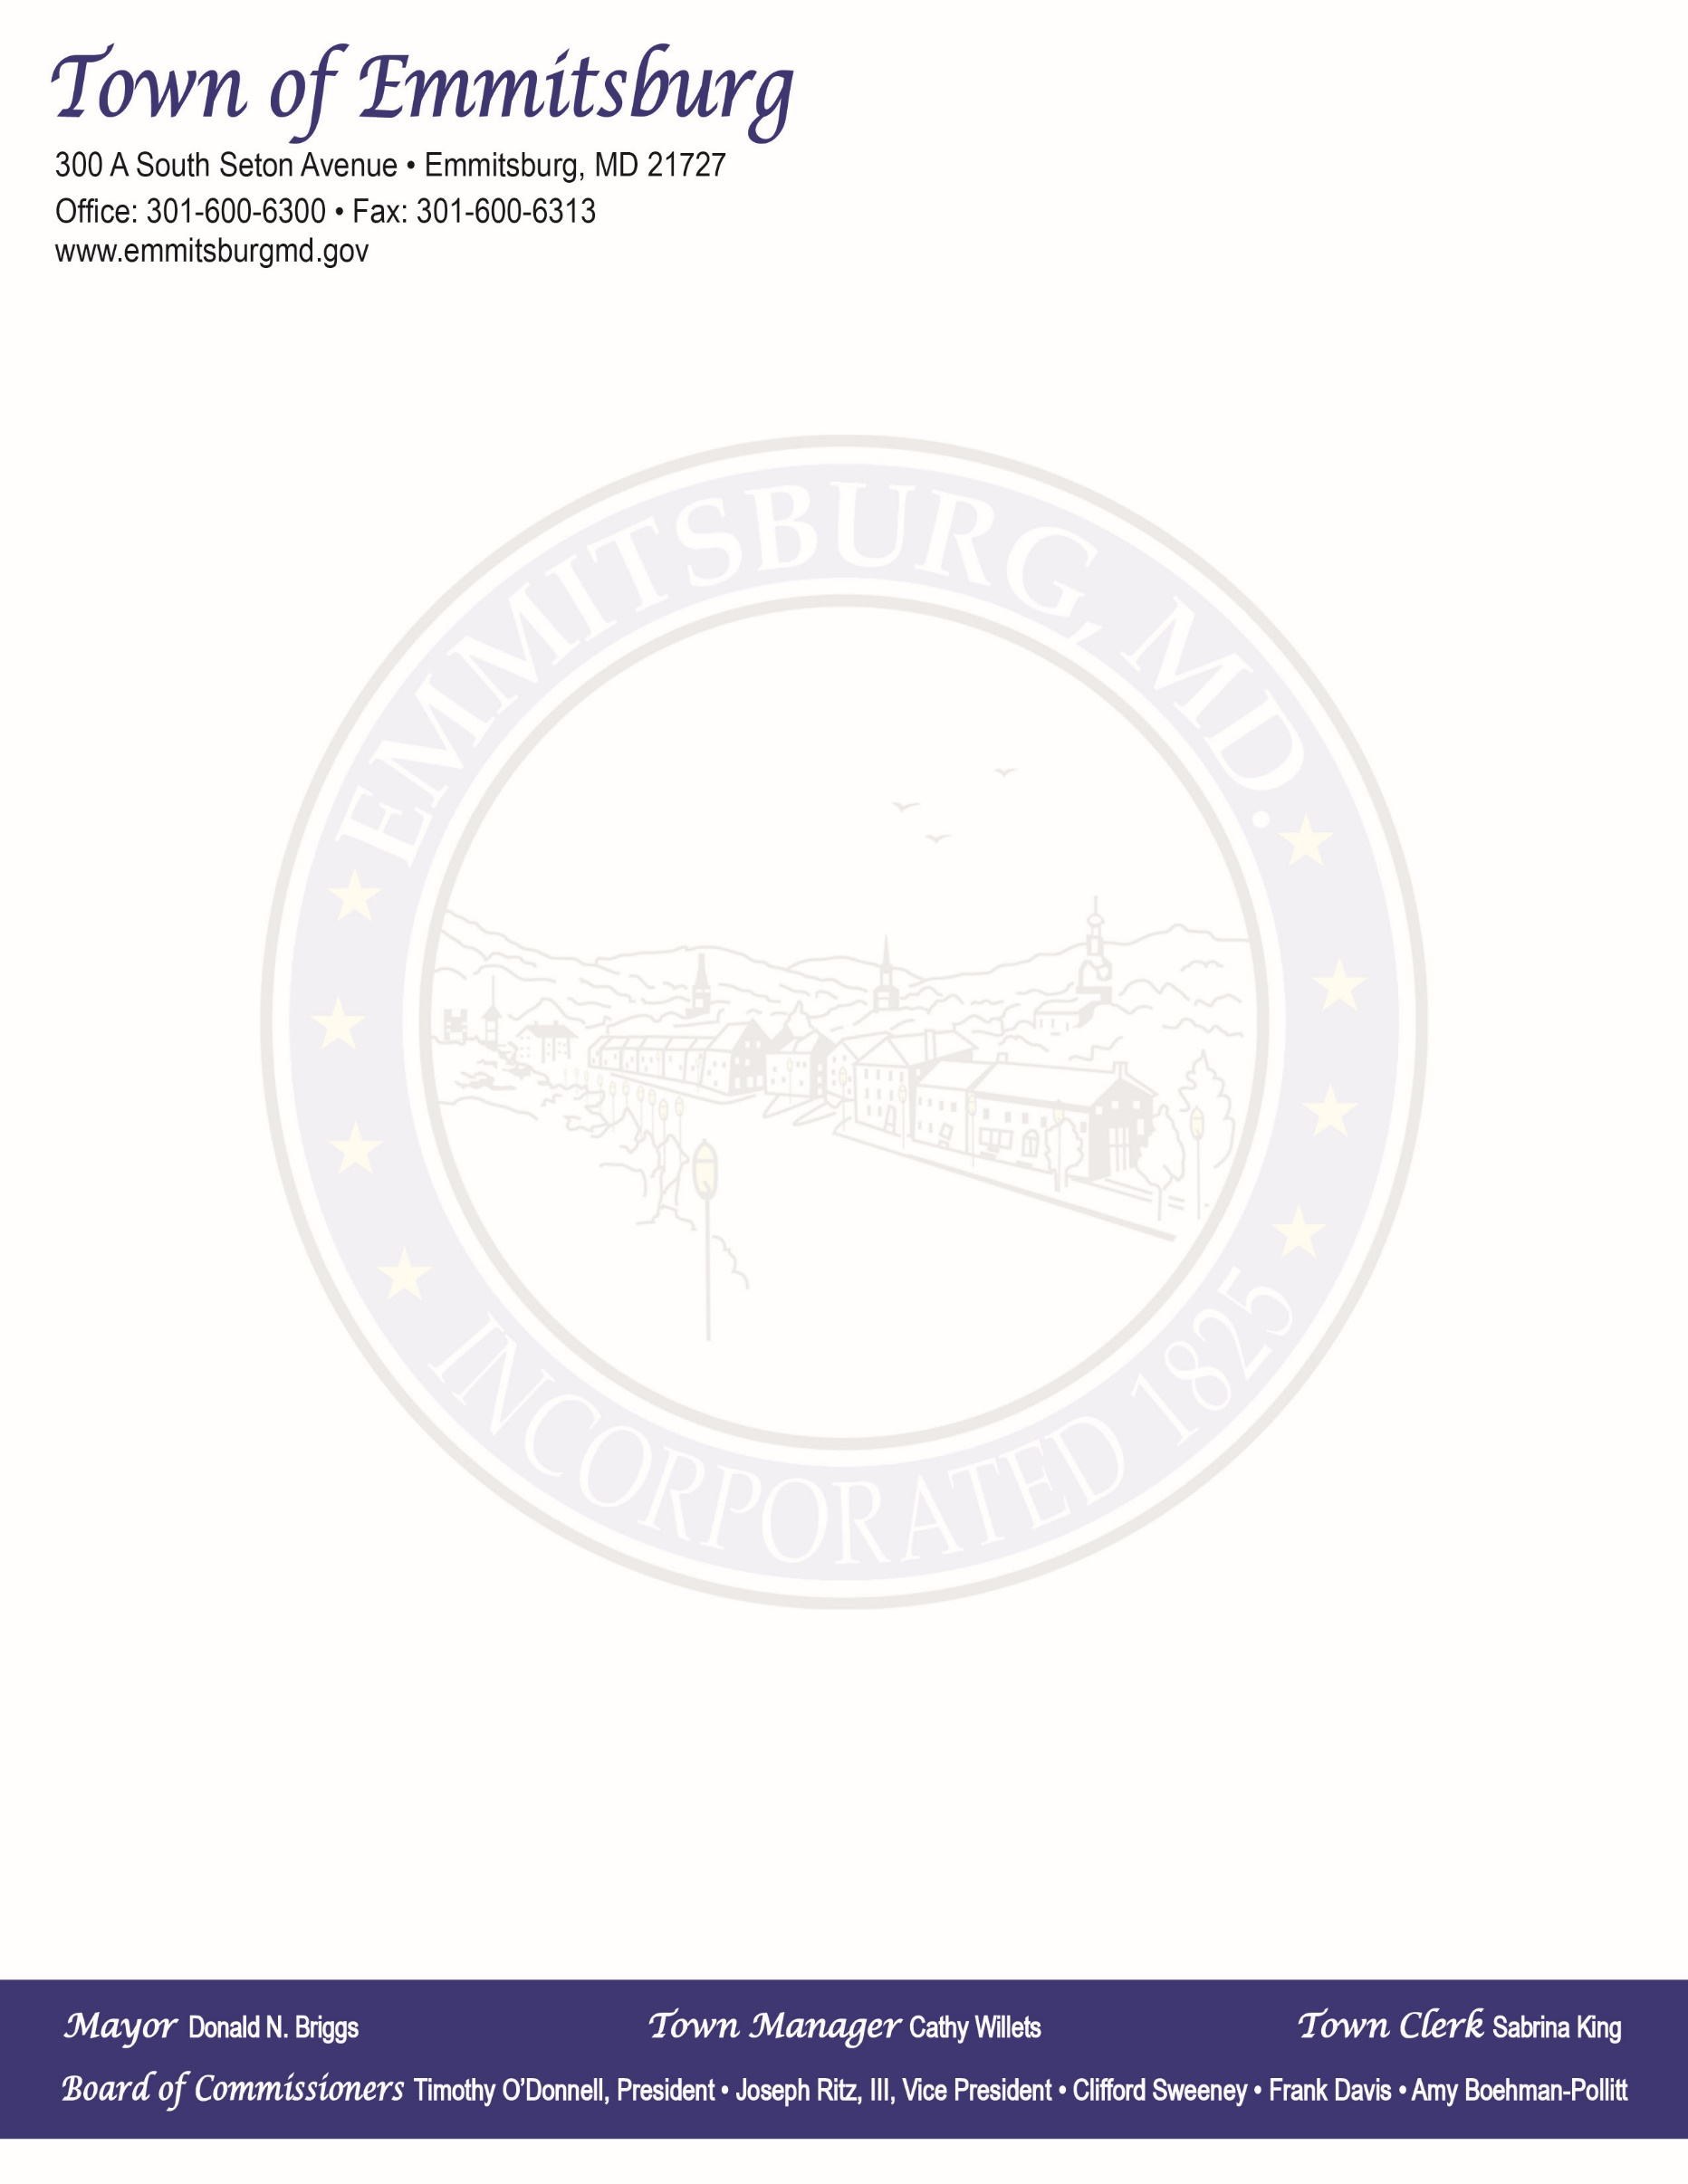 Town of Emmitsburg
300 A South Seton Avenue • Emmitsburg, MD 21727
Office: 301-600-6300 • Fax: 301-600-6313
www.emmitsburgmd.gov
EMMITSBURG, MD.
INCORPORATED 1825
Mayor Donald N. Briggs Town Manager Cathy Willets Town Clerk Sabrina King
Board of Commissioners Timothy O’Donnell, President • Joseph Ritz, III, Vice President • Clifford Sweeney • Frank Davis • Amy Boehman-Pollitt